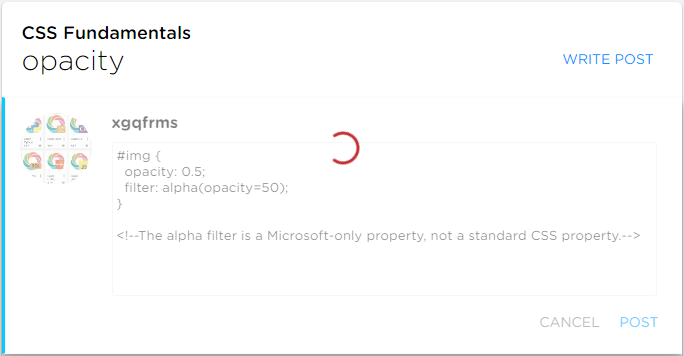 CSS Fundamentals
opacity
WRITE POST
xgqfrms
#img {
opacity: 0.5;
filter: alpha(opacity=50);
}
<!--The alpha filter is a Microsoft-only property, not a standard CSS property.-->
CANCEL POST